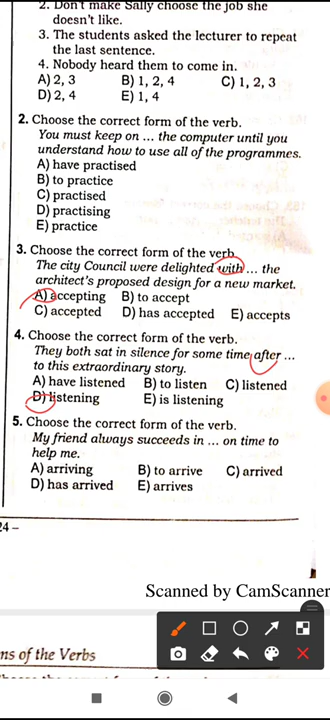 2. Don't make Sally choose the job she
doesn't like.
3. The students asked the lecturer to repeat
the last sentence.
4. Nobody heard them to come in.
A) 2, 3 B) 1, 2, 4 C) 1, 2, 3
D) 2, 4 E) 1, 4
2. Choose the correct form of the verb.
You must keep on ... the computer until you
understand how to use all of the programmes.
A) have practised
B) to practice
C) practised
D) practising
E) practice
3. Choose the correct form of the verb.
The city Council were delighted with ... the
architect's proposed design for a new market.
A) accepting B) to accept
C) accepted D) has accepted E) accepts
4. Choose the correct form of the verb.
They both sat in silence for some time after ...
to this extraordinary story.
A) have listened B) to listen C) listened
D) listening E) is listening
5. Choose the correct form of the verb.
My friend always succeeds in ... on time to
help me.
A) arriving B) to arrive C) arrived
D) has arrived E) arrives
24 –
Scanned by CamScanner
ns of the Verbs